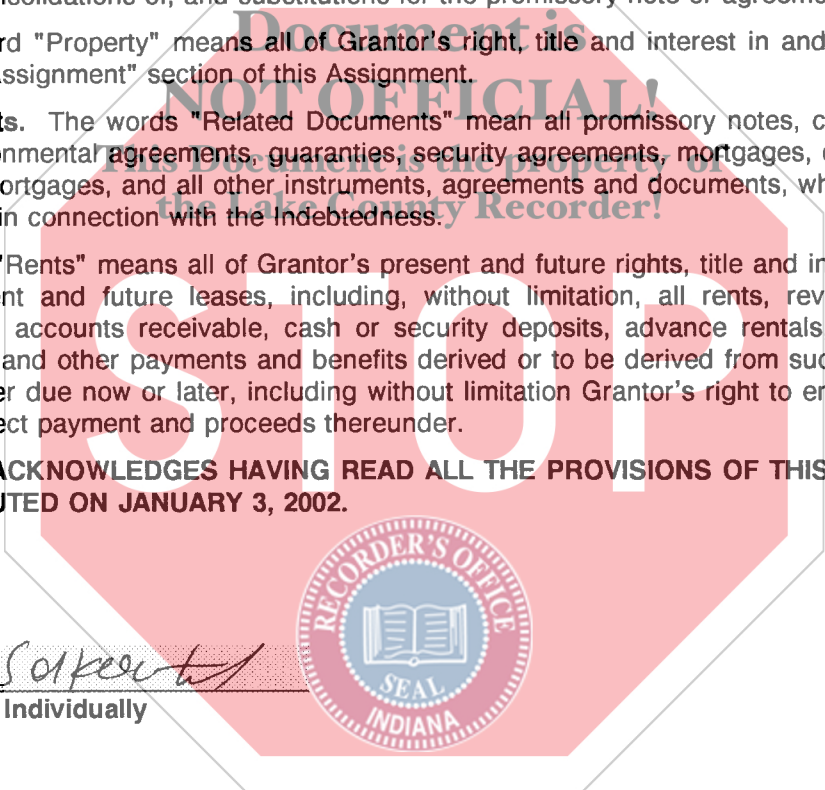 nsolidations of, and substitutions for the promissory note or agreeme
Document is
rd "Property" means all of Grantor's right, title and interest in and
ssignment" section of this Assignment.
NOT OFFICIAL!
ts. The words "Related Documents" mean all promissory notes, c
onmental agreements, guaranties, security agreements, mortgages,
This Document is the property of
ortgages, and all other instruments, agreements and documents, wh
in connection with the Indebtedness.
the Lake County Recorder!
"Rents" means all of Grantor's present and future rights, title and in
nt and future leases, including, without limitation, all rents, rev
accounts receivable, cash or security deposits, advance rentals
and other payments and benefits derived or to be derived from suc
er due now or later, including without limitation Grantor's right to en
ect payment and proceeds thereunder.
STOP
ACKNOWLEDGES HAVING READ ALL THE PROVISIONS OF THIS
UTED ON JANUARY 3, 2002.
RECORDER'S OFFICE
SEAL
INDIANA
Individually